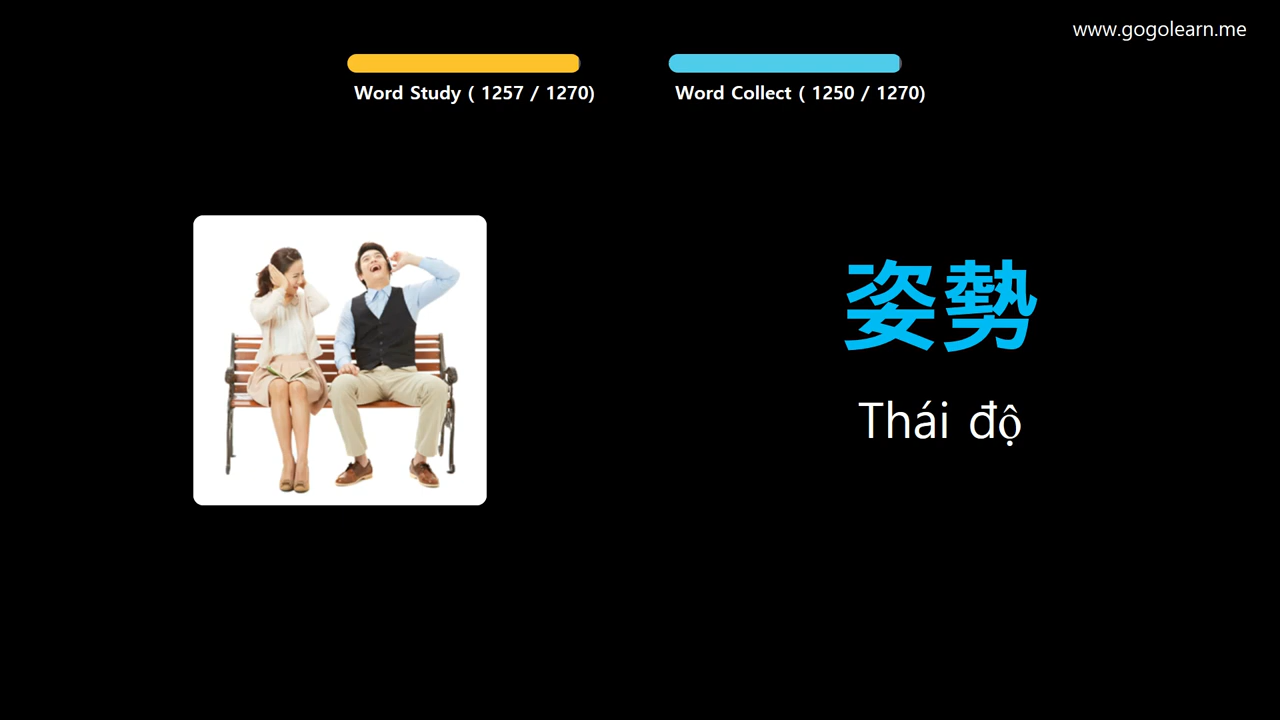 www.gogolearn.me
Word Study ( 1257 / 1270)
Word Collect ( 1250 / 1270)
姿勢
Thái độ